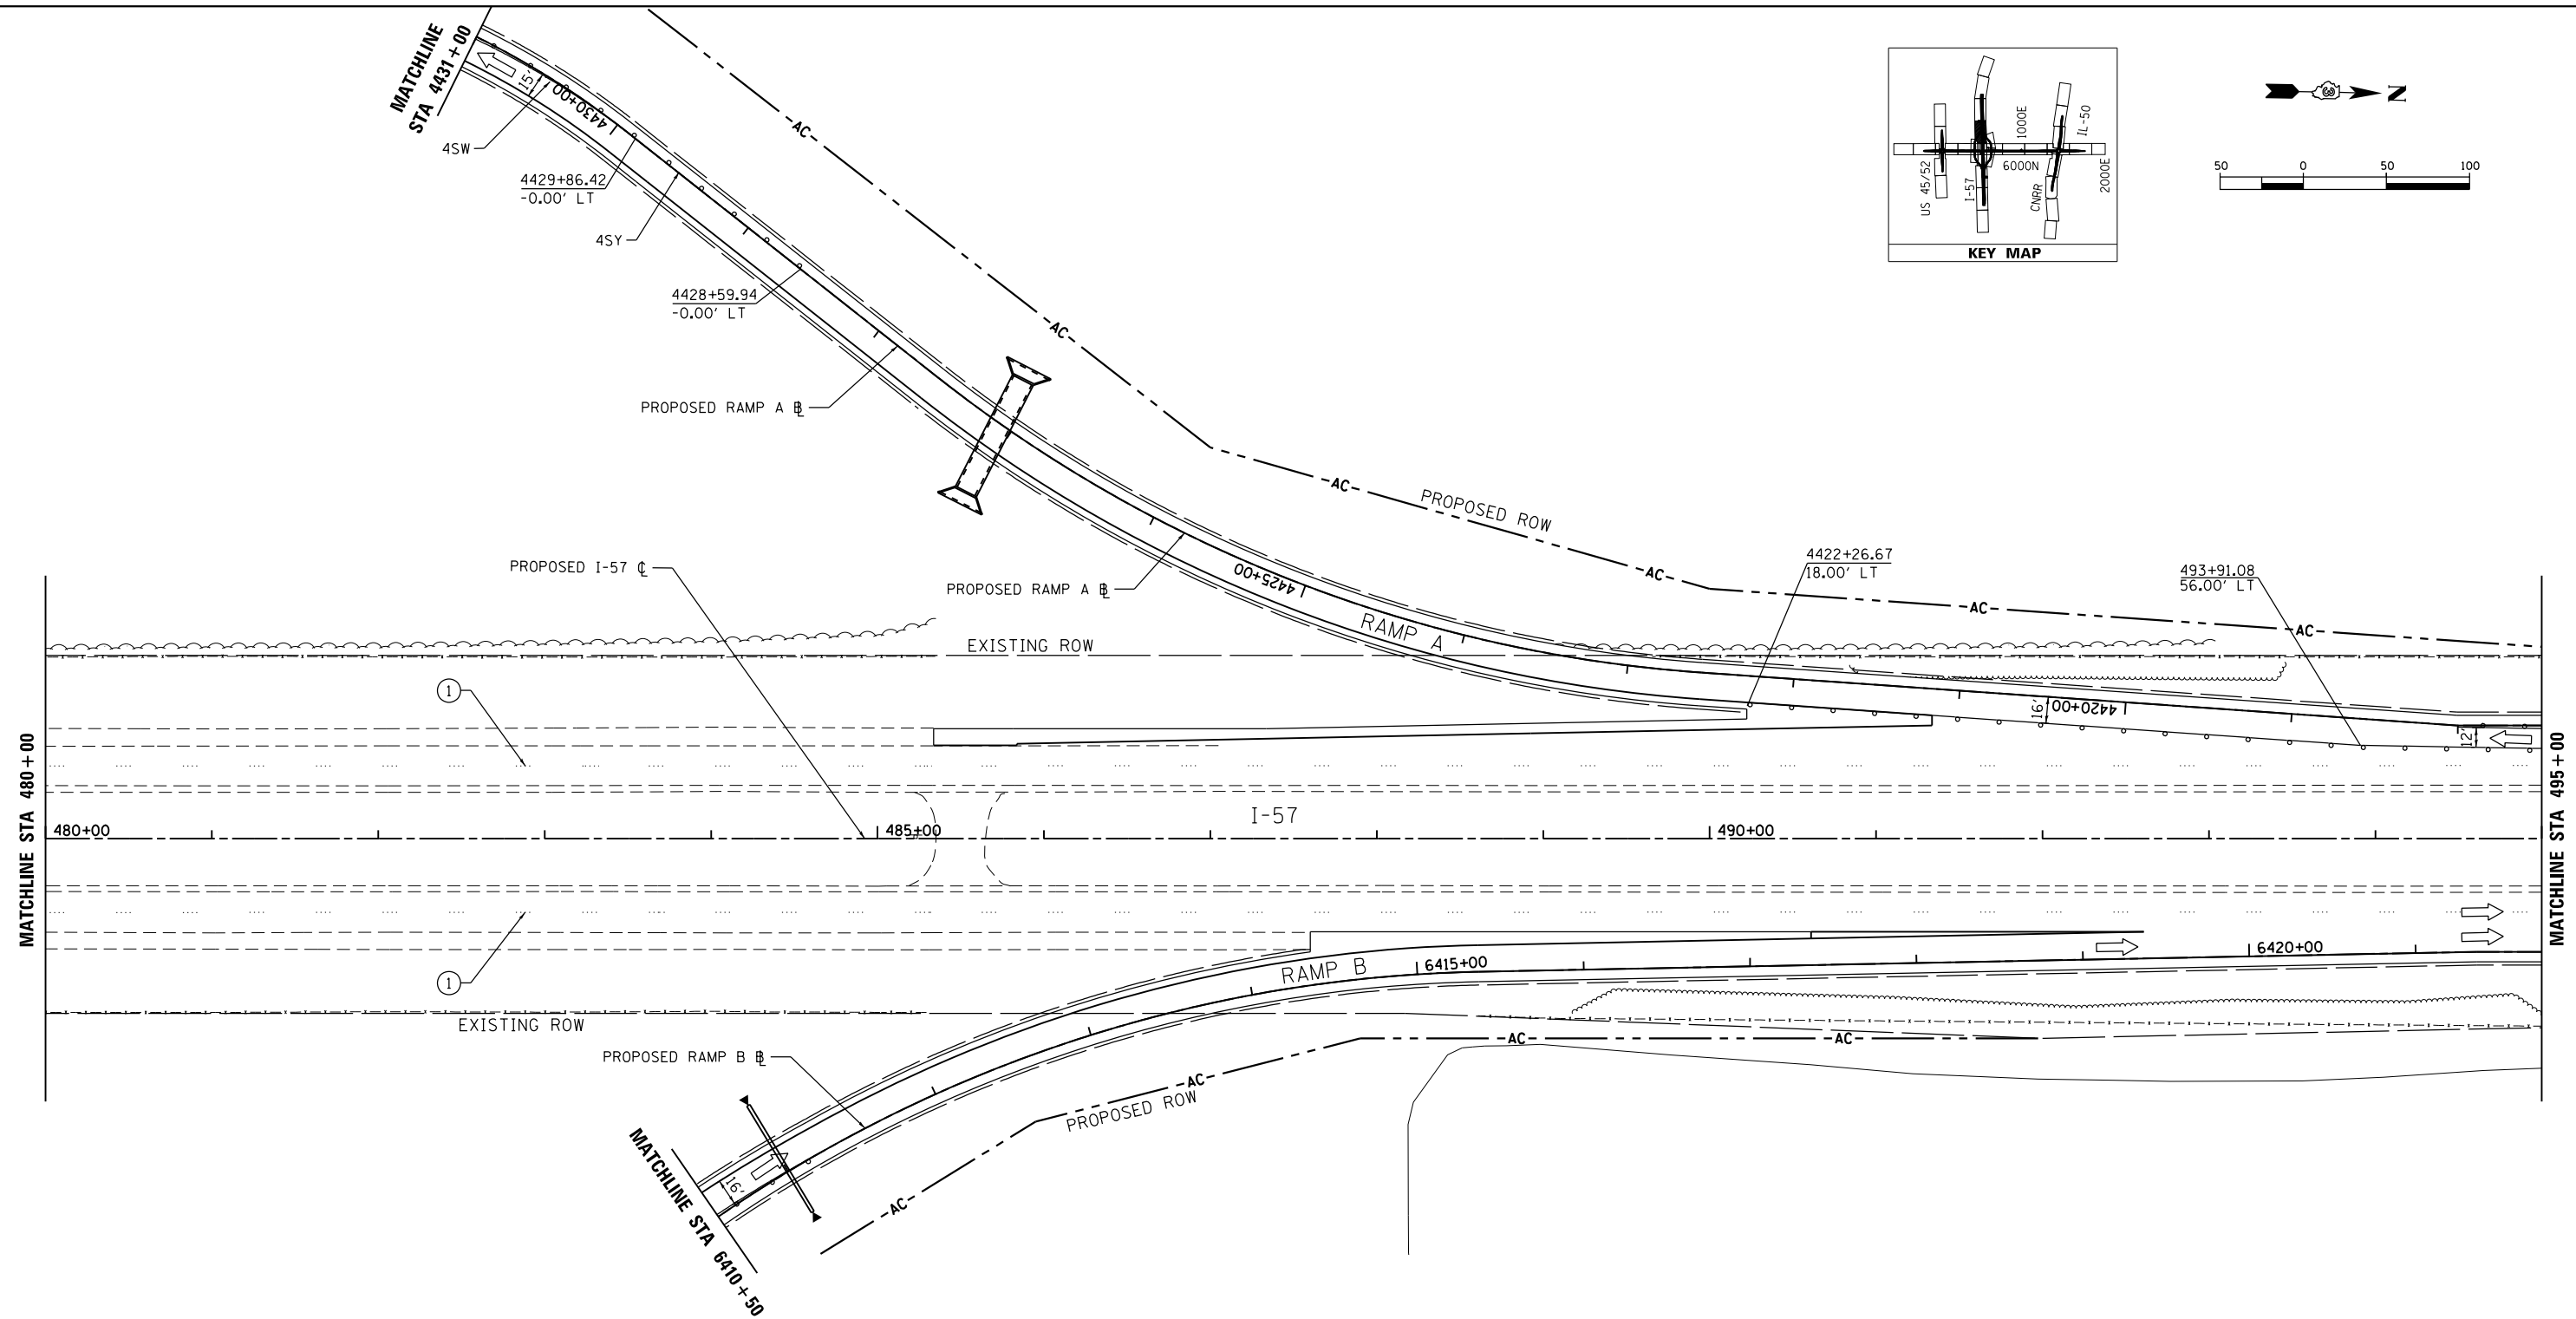 MATCHLINE
STA 4431+00
15'
4430+00
4SW
4429+86.42
-0.00' LT
4SY
4428+59.94
-0.00' LT
PROPOSED RAMP A ⅊
AC
AC
US 45/52
I-57
1000E
6000N
CNRR
IL-50
2000E
KEY MAP
N
50 0 50 100
AC
PROPOSED ROW
PROPOSED I-57 ℄
PROPOSED RAMP A ⅊
4425+00
RAMP A
4422+26.67
18.00' LT
AC
493+91.08
56.00' LT
AC
AC
EXISTING ROW
1
16'
4420+00
12'
MATCHLINE STA 480+00
MATCHLINE STA 495+00
I-57
480+00
485+00
490+00
1
RAMP B
6415+00
6420+00
EXISTING ROW
PROPOSED RAMP B ⅊
AC
AC
AC
PROPOSED ROW
AC
16'
MATCHLINE STA 6410+50